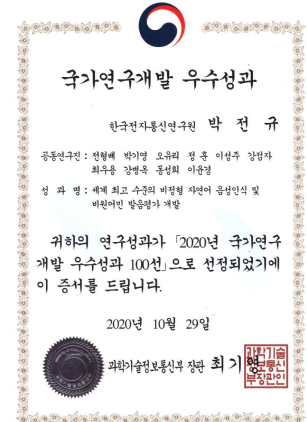 국가연구개발 우수성과
한국전자통신연구원 박 전 규
공동연구진 : 전형배 박기영 오유리 정 훈 이성주 강점자
최우용 강병옥 동성희 이윤경
성 과 명 : 세계 최고 수준의 비정형 자연어 음성인식 및
비원어민 발음평가 개발
귀하의 연구성과가 「2020년 국가연구
개발 우수성과 100선」으로 선정되었기에
이 증서를 드립니다.
2020년 10월 29일
과학기술정보통신부 장관 최 기 영